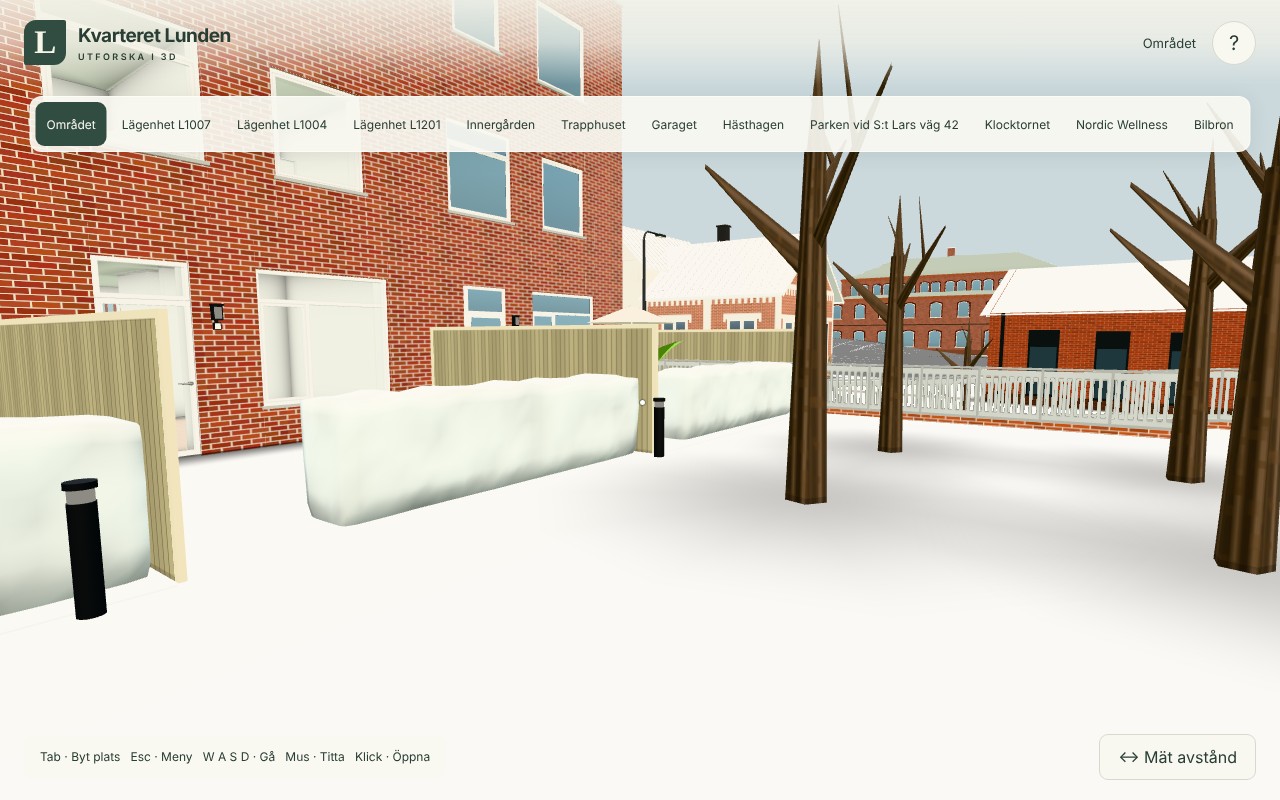 L
Kvarteret Lunden
UTFORSKA I 3D
Området
?
Området Lägenhet L1007 Lägenhet L1004 Lägenhet L1201 Innergården Trapphuset Garaget Hästhagen Parken vid S:t Lars väg 42 Klocktornet Nordic Wellness Bilbron
Tab · Byt plats Esc · Meny W A S D · Gå Mus · Titta Klick · Öppna
↔ Mät avstånd